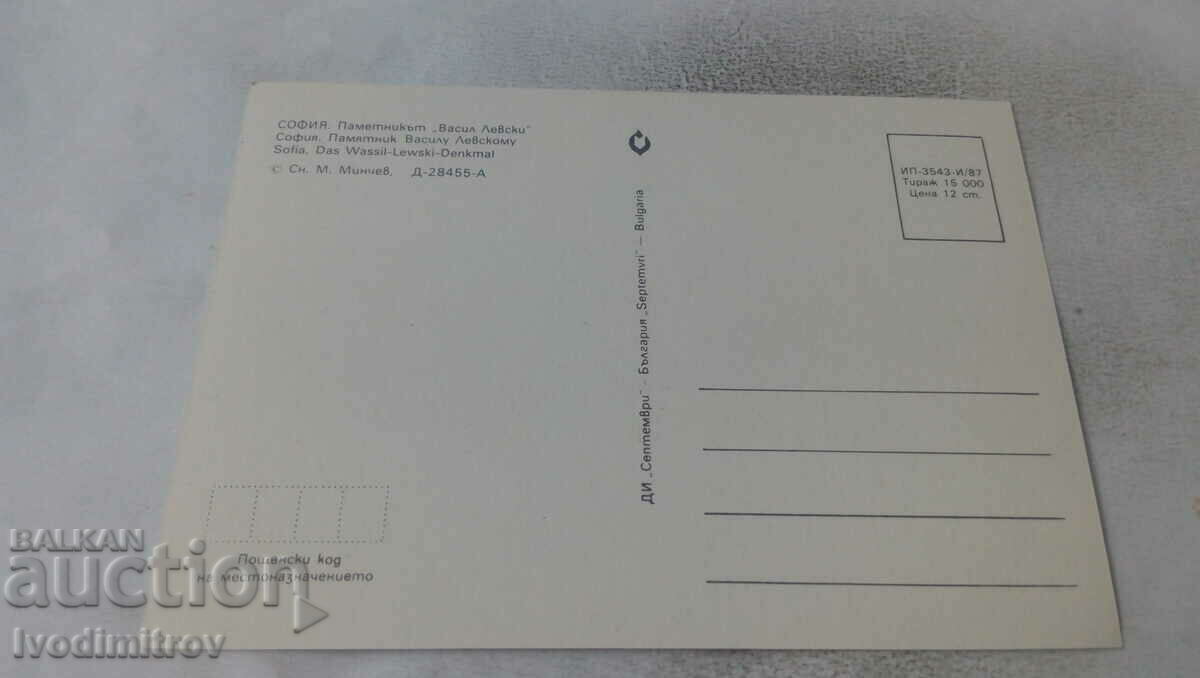 СОФИЯ. Паметникът „Васил Левски"
София. Памятник Василу Левскому
Sofia. Das Wassil-Lewski-Denkmal
© Сн. М. Минчев, Д-28455-А
ИП-3543-И/87
Тираж 15 000
Цена 12 ст.
ДИ „Септември" - България „Septemvri" — Bulgaria
Пощенски код
на местоназначението
BALKAN
auction
Ivodimitrov